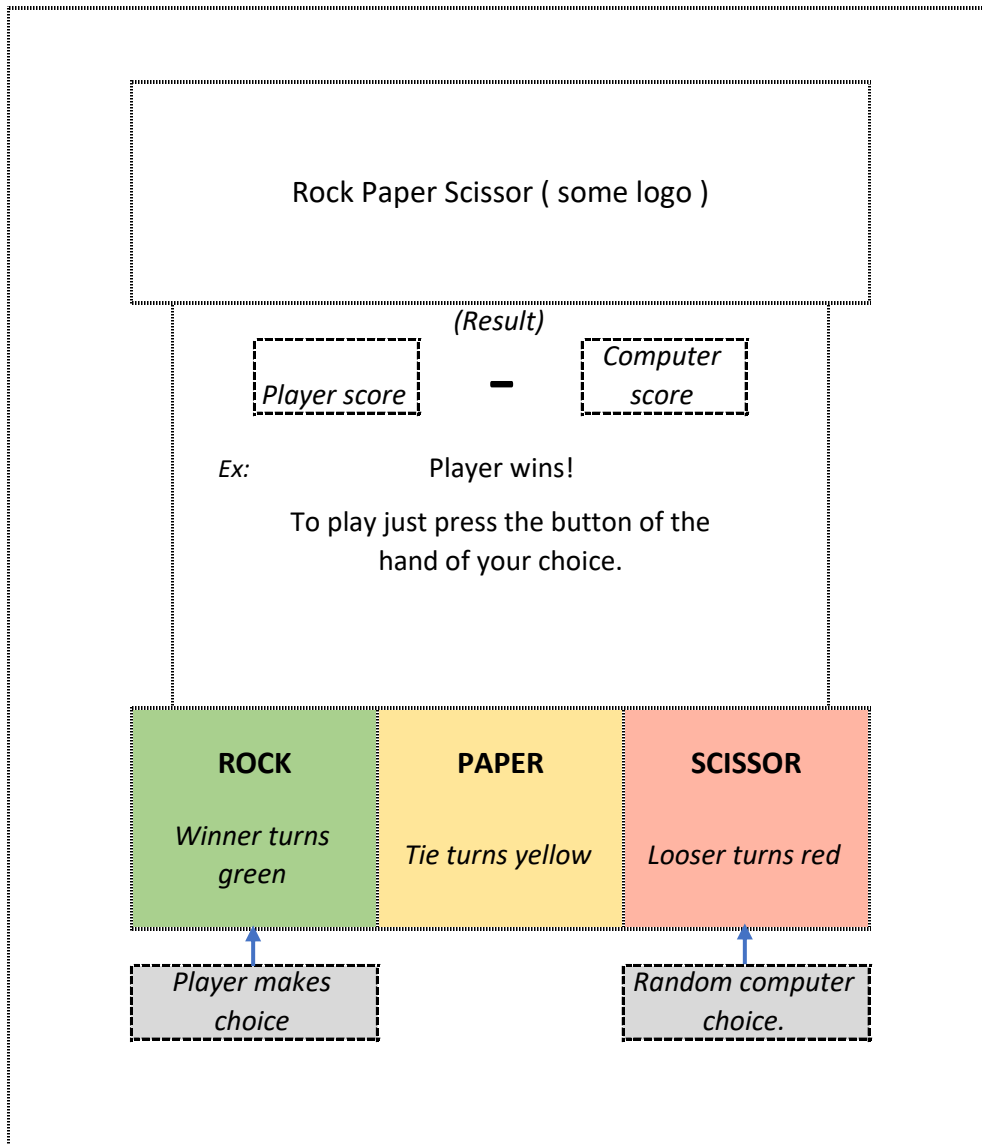 Rock Paper Scissor ( some logo )
(Result)
Player score
-
Computer
score
Ex:
Player wins!
To play just press the button of the
hand of your choice.
ROCK
PAPER
SCISSOR
Winner turns
green
Tie turns yellow
Looser turns red
Player makes
choice
Random computer
choice.